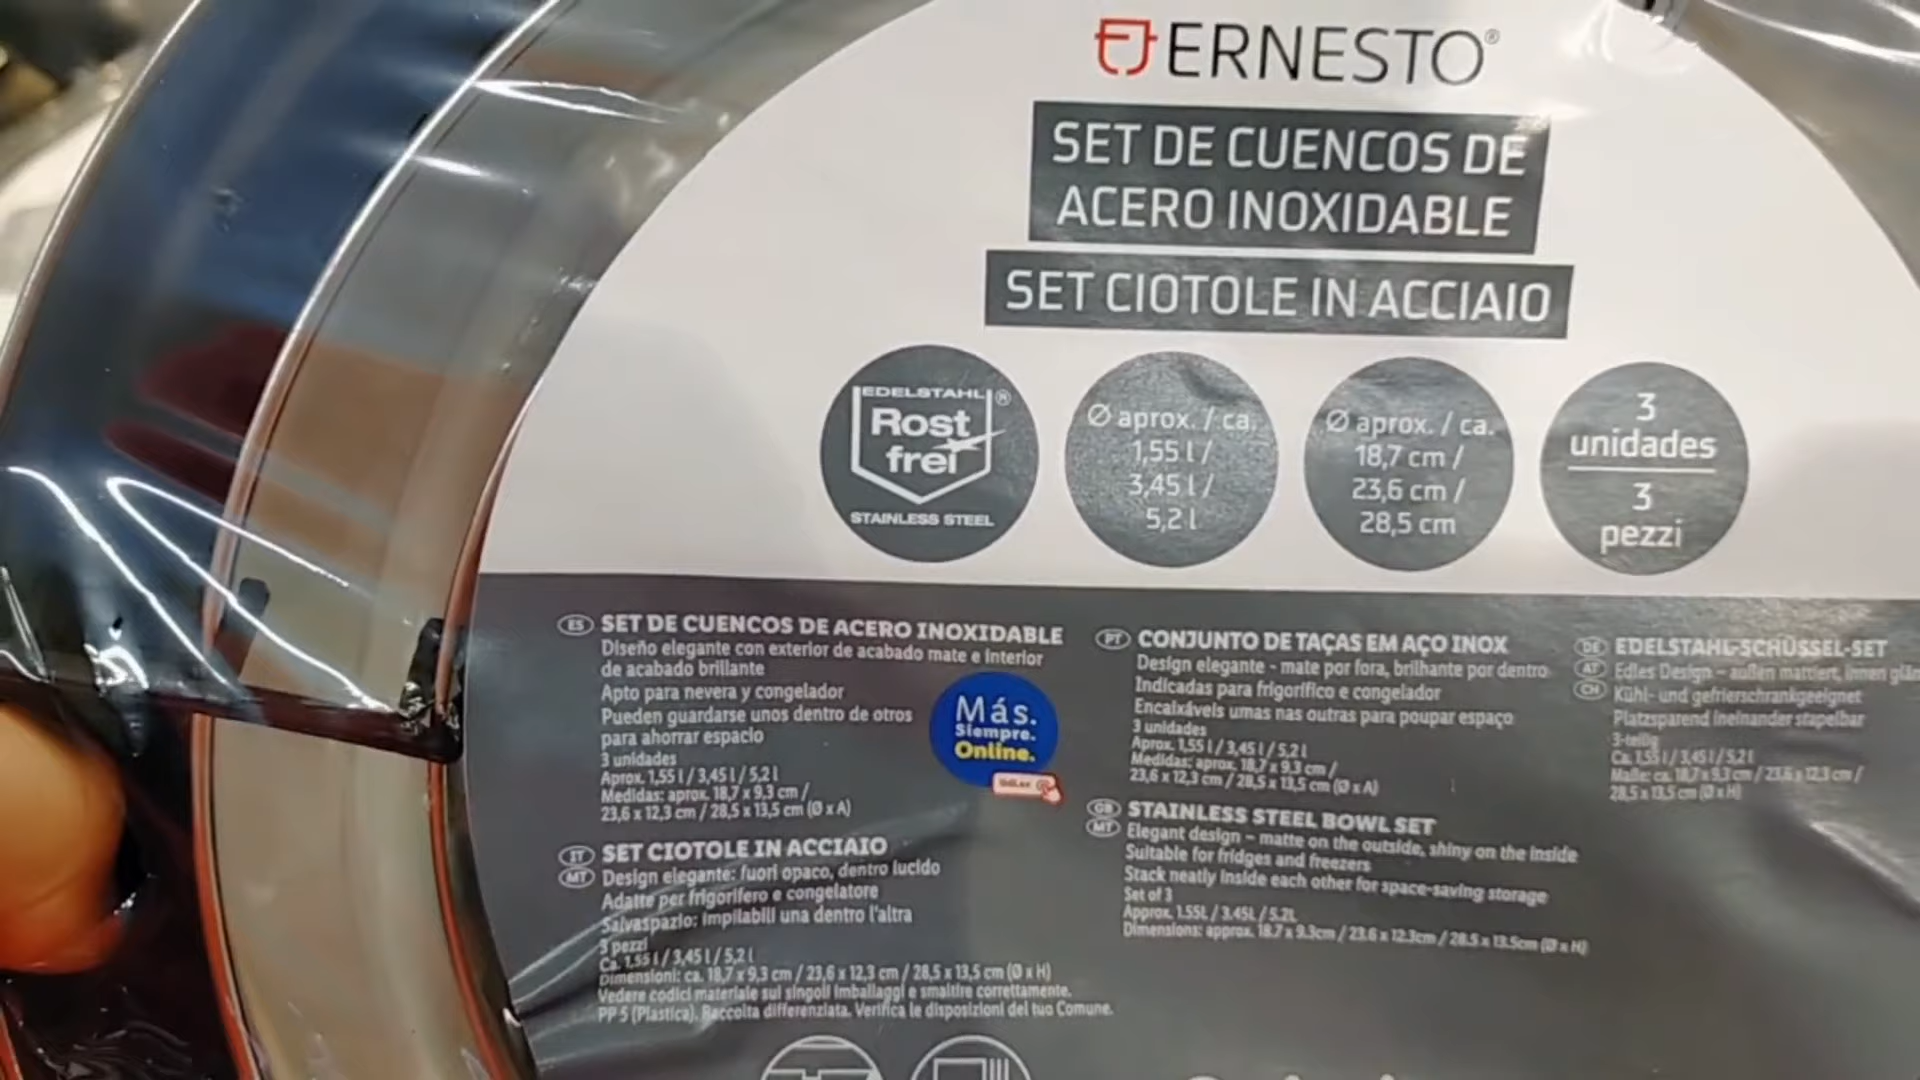 ERNESTO®
SET DE CUENCOS DE
ACERO INOXIDABLE
SET CIOTOLE IN ACCIAIO
EDELSTAHL®
Rost
frei
STAINLESS STEEL
Ø aprox. / ca.
1,55 l /
3,45 l /
5,2 l
Ø aprox. / ca.
18,7 cm /
23,6 cm /
28,5 cm
3
unidades
3
pezzi
ES SET DE CUENCOS DE ACERO INOXIDABLE
Diseño elegante con exterior de acabado mate e interior
de acabado brillante
Apto para nevera y congelador
Pueden guardarse unos dentro de otros
para ahorrar espacio
3 unidades
Aprox. 1,55 l / 3,45 l / 5,2 l
Medidas: aprox. 18,7 x 9,3 cm /
23,6 x 12,3 cm / 28,5 x 13,5 cm (Ø x A)
Más.
Siempre.
Online.
IT SET CIOTOLE IN ACCIAIO
MT Design elegante: fuori opaco, dentro lucido
Adatte per frigorifero e congelatore
Salvaspazio: impilabili una dentro l'altra
3 pezzi
Ca. 1,55 l / 3,45 l / 5,2 l
Dimensioni: ca. 18,7 x 9,3 cm / 23,6 x 12,3 cm / 28,5 x 13,5 cm (Ø x H)
Vedere codici materiale sui singoli imballaggi e smaltire correttamente.
PP 5 (Plastica). Raccolta differenziata. Verifica le disposizioni del tuo Comune.
PT CONJUNTO DE TAÇAS EM AÇO INOX
Design elegante - mate por fora, brilhante por dentro
Indicadas para frigorífico e congelador
Encaixáveis umas nas outras para poupar espaço
3 unidades
Aprox. 1,55 l / 3,45 l / 5,2 l
Medidas: aprox. 18,7 x 9,3 cm /
23,6 x 12,3 cm / 28,5 x 13,5 cm (Ø x A)
GB STAINLESS STEEL BOWL SET
MT Elegant design – matte on the outside, shiny on the inside
Suitable for fridges and freezers
Stack neatly inside each other for space-saving storage
Set of 3
Approx. 1.55L / 3.45L / 5.2L
Dimensions: approx. 18.7 x 9.3cm / 23.6 x 12.3cm / 28.5 x 13.5cm (Ø x H)
DE EDELSTAHL-SCHÜSSEL-SET
AT Edles Design – außen mattiert, innen
CH Kühl- und gefrierschrankgeeignet
Platzsparend ineinander stapelbar
3-teilig
Ca. 1,55 l / 3,45 l / 5,2 l
Maße: ca. 18,7 x 9,3 cm / 23,6 x 12,3 cm /
28,5 x 13,5 cm (Ø x H)